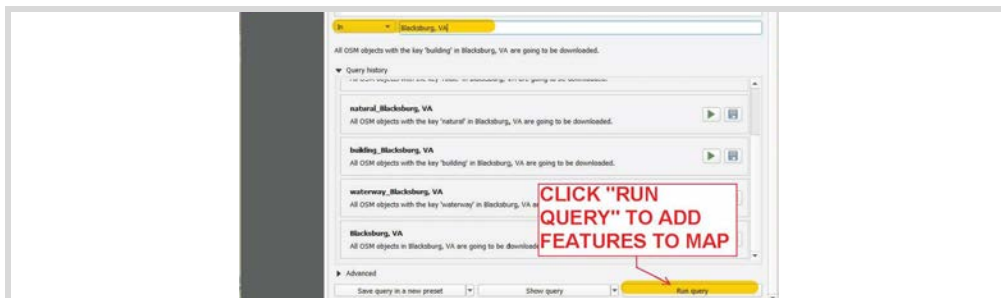 In Blacksburg, VA
All OSM objects with the key 'building' in Blacksburg, VA are going to be downloaded.
Query history
natural_Blacksburg, VA
All OSM objects with the key 'natural' in Blacksburg, VA are going to be downloaded.
building_Blacksburg, VA
All OSM objects with the key 'building' in Blacksburg, VA are going to be downloaded.
waterway_Blacksburg, VA
All OSM objects with the key 'waterway' in Blacksburg, VA
Blacksburg, VA
All OSM objects in Blacksburg, VA are going to be downloade
CLICK "RUN
QUERY" TO ADD
FEATURES TO MAP
Advanced
Save query in a new preset Show query Run query